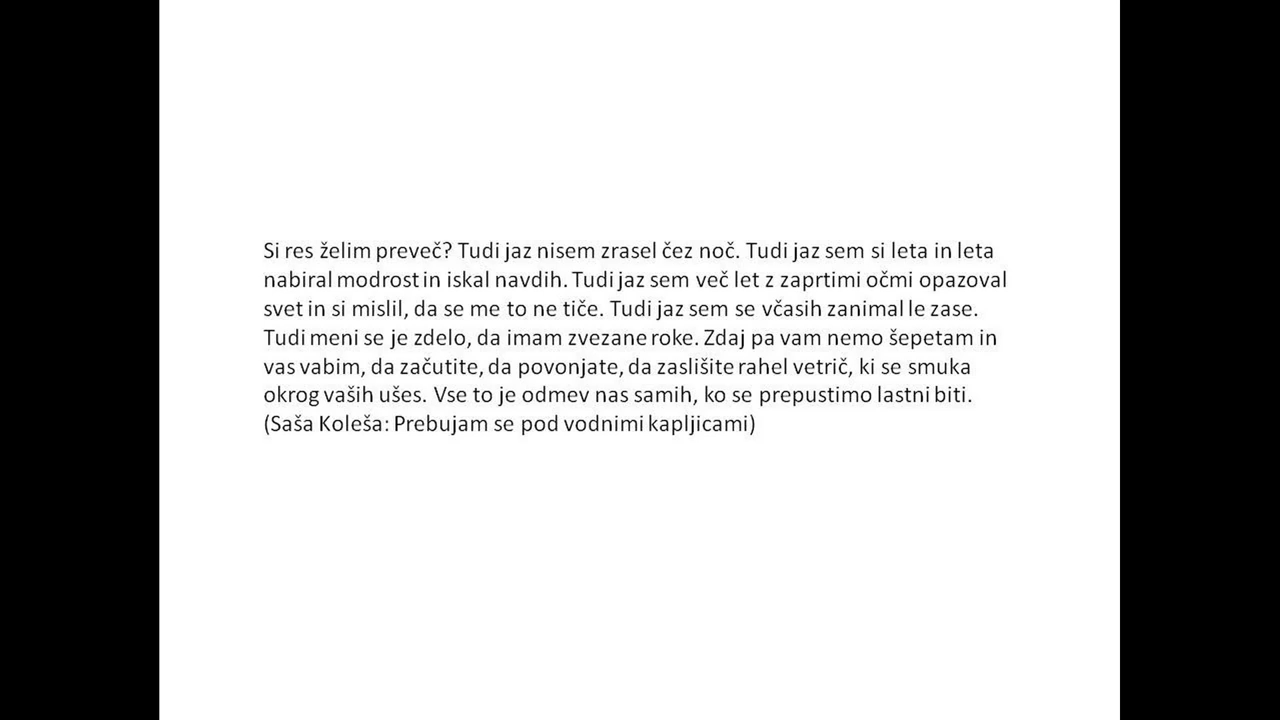 Si res želim preveč? Tudi jaz nisem zrasel čez noč. Tudi jaz sem si leta in leta
nabiral modrost in iskal navdih. Tudi jaz sem več let z zaprtimi očmi opazoval
svet in si mislil, da se me to ne tiče. Tudi jaz sem se včasih zanimal le zase.
Tudi meni se je zdelo, da imam zvezane roke. Zdaj pa vam nemo šepetam in
vas vabim, da začutite, da povonjate, da zaslišite rahel vetrič, ki se smuka
okrog vaših ušes. Vse to je odmev nas samih, ko se prepustimo lastni biti.
(Saša Koleša: Prebujam se pod vodnimi kapljicami)